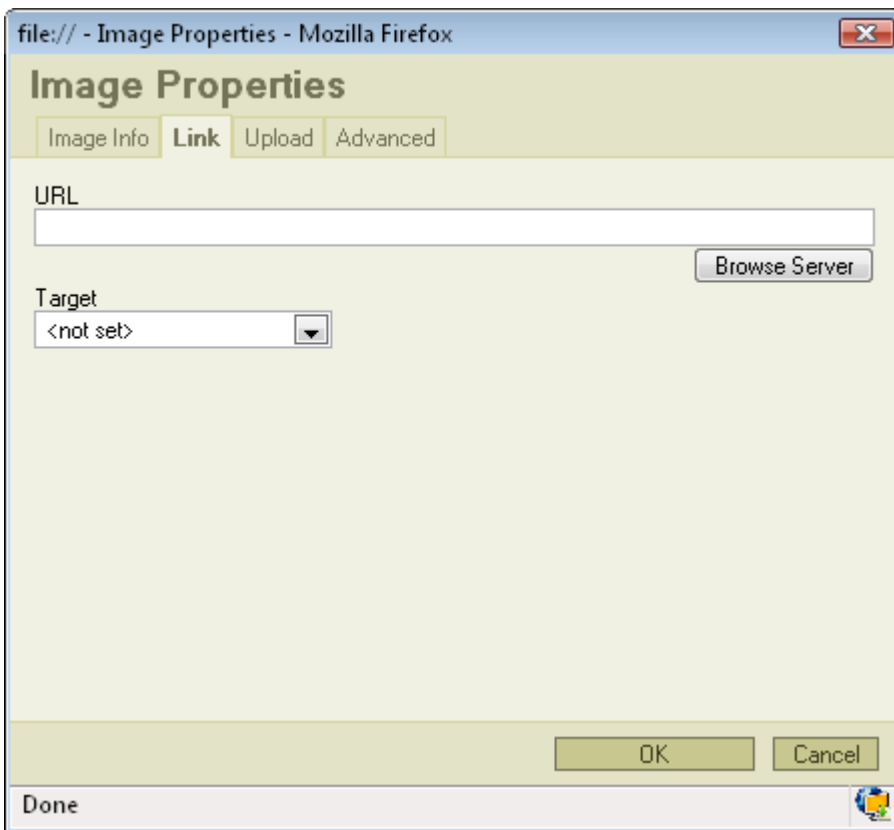 file:// - Image Properties - Mozilla Firefox
Image Properties
Image Info Link Upload Advanced
URL
Browse Server
Target
<not set>
OK Cancel
Done